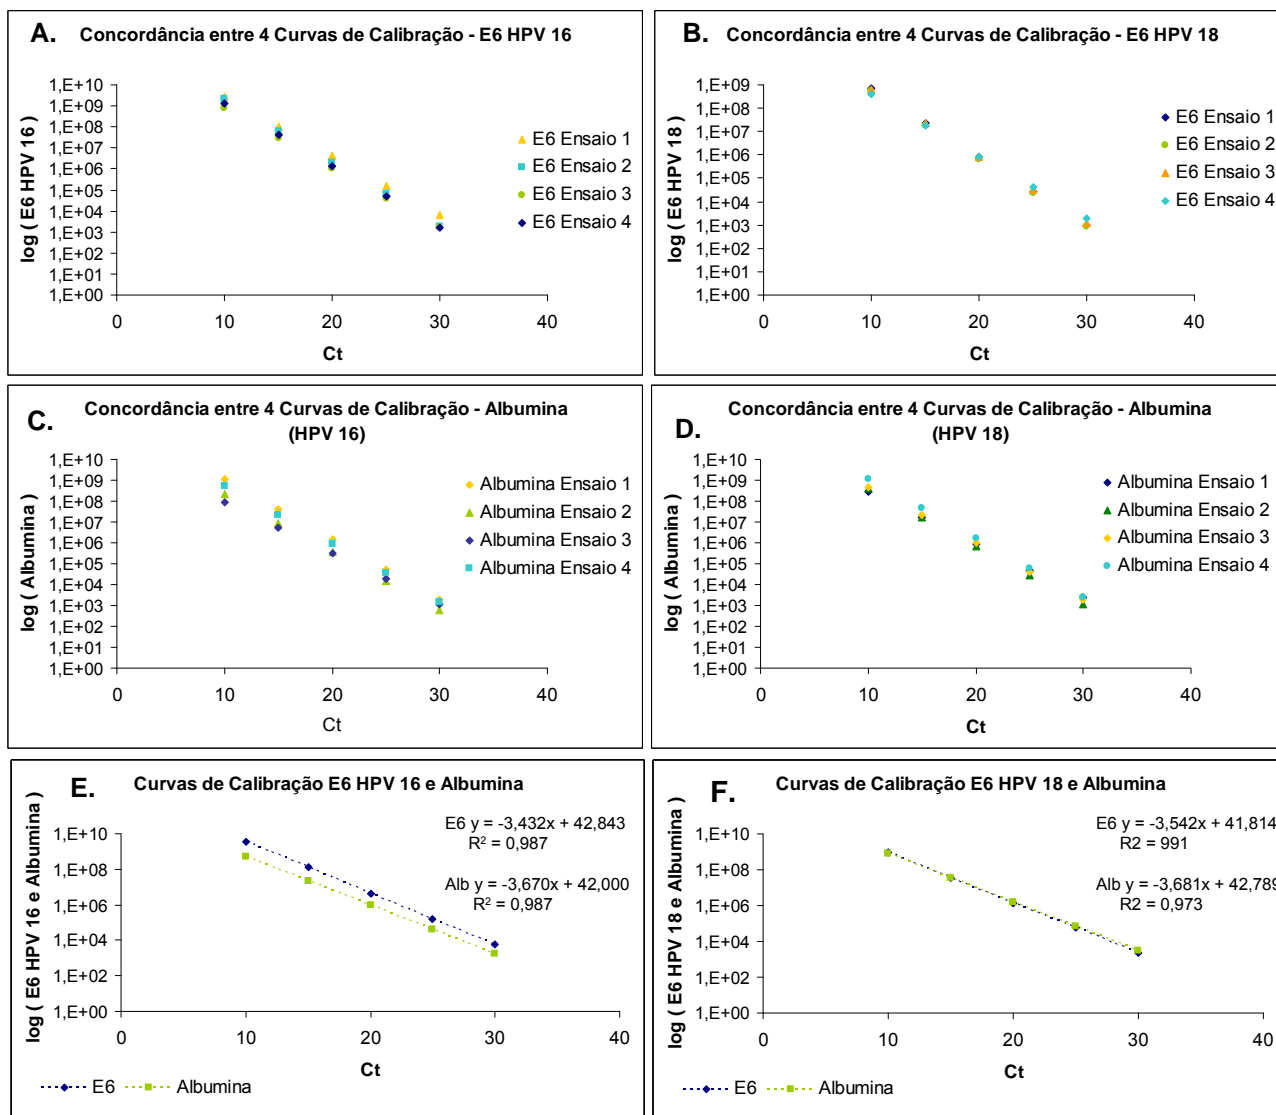 A.
Concordância entre 4 Curvas de Calibração - E6 HPV 16
log ( E6 HPV 16 )
1,E+10
1,E+09
1,E+08
1,E+07
1,E+06
1,E+05
1,E+04
1,E+03
1,E+02
1,E+01
1,E+00
0 10 20 30 40
Ct
E6 Ensaio 1
E6 Ensaio 2
E6 Ensaio 3
E6 Ensaio 4
B.
Concordância entre 4 Curvas de Calibração - E6 HPV 18
log ( E6 HPV 18 )
1,E+09
1,E+08
1,E+07
1,E+06
1,E+05
1,E+04
1,E+03
1,E+02
1,E+01
1,E+00
0 10 20 30 40
Ct
E6 Ensaio 1
E6 Ensaio 2
E6 Ensaio 3
E6 Ensaio 4
C.
Concordância entre 4 Curvas de Calibração - Albumina
(HPV 16)
log ( Albumina )
1,E+10
1,E+09
1,E+08
1,E+07
1,E+06
1,E+05
1,E+04
1,E+03
1,E+02
1,E+01
1,E+00
0 10 20 30 40
Ct
Albumina Ensaio 1
Albumina Ensaio 2
Albumina Ensaio 3
Albumina Ensaio 4
D.
Concordância entre 4 Curvas de Calibração - Albumina
(HPV 18)
log ( Albumina )
1,E+10
1,E+09
1,E+08
1,E+07
1,E+06
1,E+05
1,E+04
1,E+03
1,E+02
1,E+01
1,E+00
0 10 20 30 40
Ct
Albumina Ensaio 1
Albumina Ensaio 2
Albumina Ensaio 3
Albumina Ensaio 4
E.
Curvas de Calibração E6 HPV 16 e Albumina
log ( E6 HPV 16 e Albumina )
1,E+10
1,E+08
1,E+06
1,E+04
1,E+02
1,E+00
0 10 20 30 40
Ct
E6 y = -3,432x + 42,843
R² = 0,987
Alb y = -3,670x + 42,000
R² = 0,987
E6 Albumina
F.
Curvas de Calibração E6 HPV 18 e Albumina
log ( E6 HPV 18 e Albumina )
1,E+10
1,E+08
1,E+06
1,E+04
1,E+02
1,E+00
0 10 20 30 40
Ct
E6 y = -3,542x + 41,814
R2 = 991
Alb y = -3,681x + 42,789
R2 = 0,973
E6 Albumina